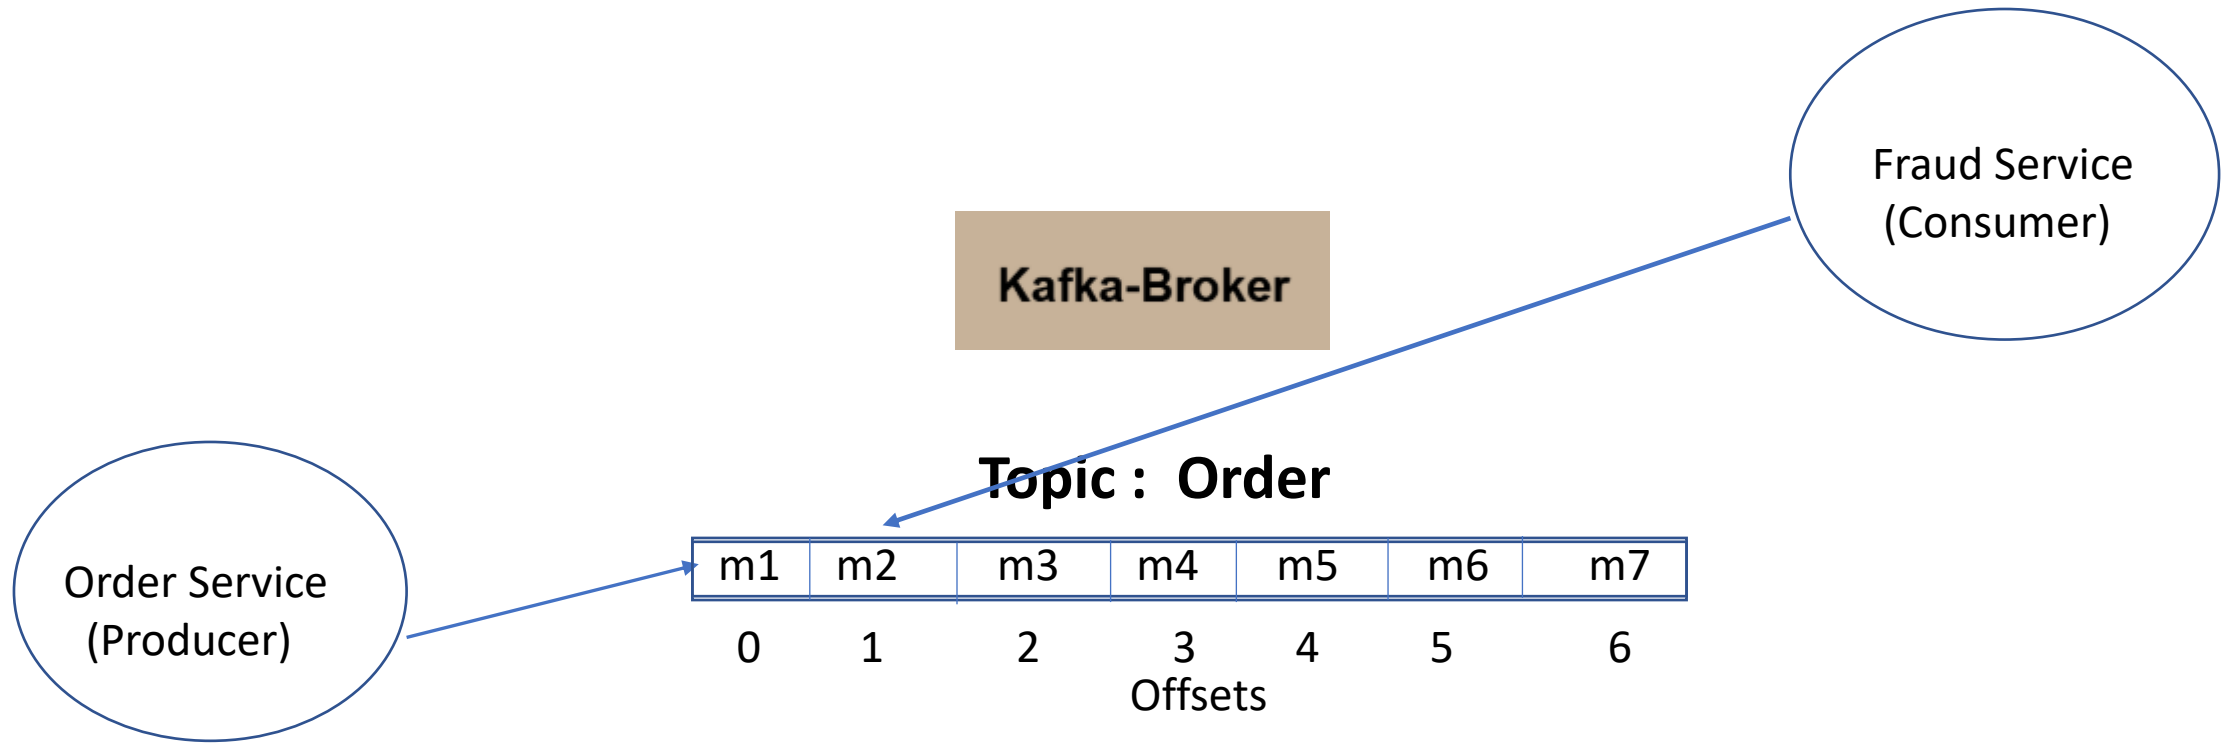 Fraud Service
(Consumer)
Kafka-Broker
Topic : Order
Order Service
(Producer)
m1 m2 m3 m4 m5 m6 m7
0 1 2 3 4 5 6
Offsets